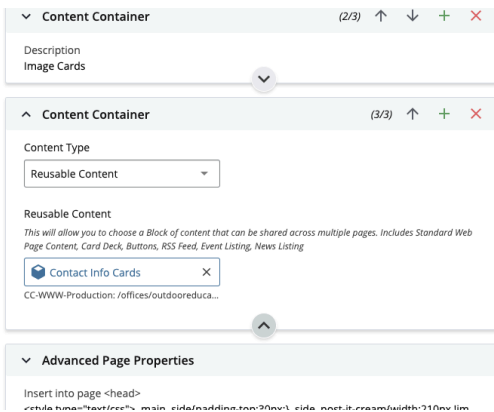 Content Container (2/3)
Description
Image Cards
Content Container (3/3)
Content Type
Reusable Content
Reusable Content
This will allow you to choose a Block of content that can be shared across multiple pages. Includes Standard Web
Page Content, Card Deck, Buttons, RSS Feed, Event Listing, News Listing
Contact Info Cards
CC-WWW-Production: /offices/outdooreduca...
Advanced Page Properties
Insert into page <head>